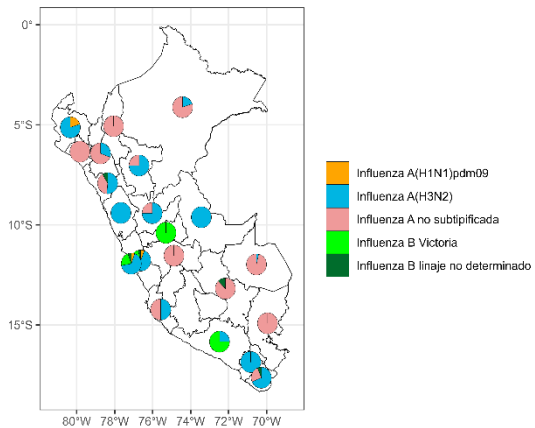 0°
5°S
10°S
15°S
80°W 78°W 76°W 74°W 72°W 70°W
Influenza A(H1N1)pdm09
Influenza A(H3N2)
Influenza A no subtipificada
Influenza B Victoria
Influenza B linaje no determinado